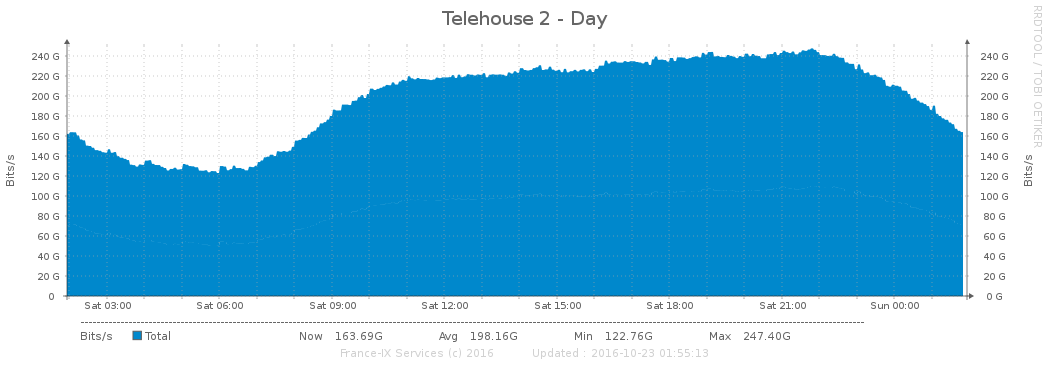 Telehouse 2 - Day
RRDTOOL / TOBI OETIKER
Bits/s
240 G 240 G
220 G 220 G
200 G 200 G
180 G 180 G
160 G 160 G
140 G 140 G
120 G 120 G
100 G 100 G
80 G 80 G
60 G 60 G
40 G 40 G
20 G 20 G
0 0 G
Bits/s
Sat 03:00 Sat 06:00 Sat 09:00 Sat 12:00 Sat 15:00 Sat 18:00 Sat 21:00 Sun 00:00
Bits/s Total Now 163.69G Avg 198.16G Min 122.76G Max 247.40G
France-IX Services (c) 2016 Updated : 2016-10-23 01:55:13